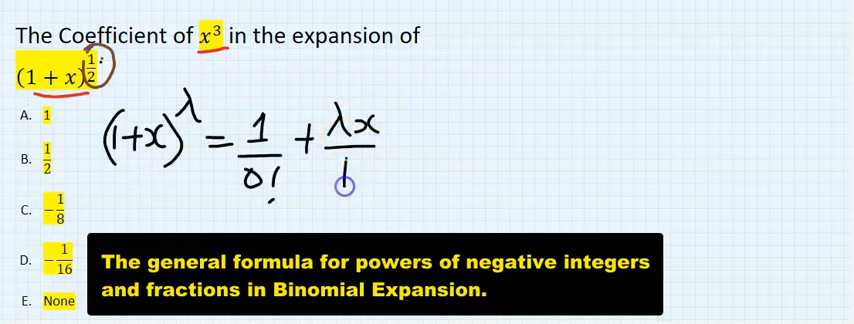 The Coefficient of x³ in the expansion of
(1 + x)^{1/2}.
A. 1
(1+x)^λ = 1/0! + λx/1
B. 1/2
C. -1/8
D. -1/16
The general formula for powers of negative integers
and fractions in Binomial Expansion.
E. None